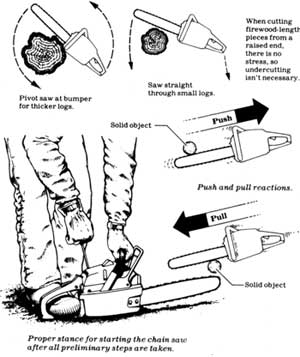 When cutting
firewood-length
pieces from a
raised end,
there is no
stress, so
undercutting
isn't necessary.
Pivot saw at bumper
for thicker logs.
Saw straight
through small logs.
Push
Solid object
Push and pull reactions.
Pull
Solid object
Proper stance for starting the chain saw
after all preliminary steps are taken.